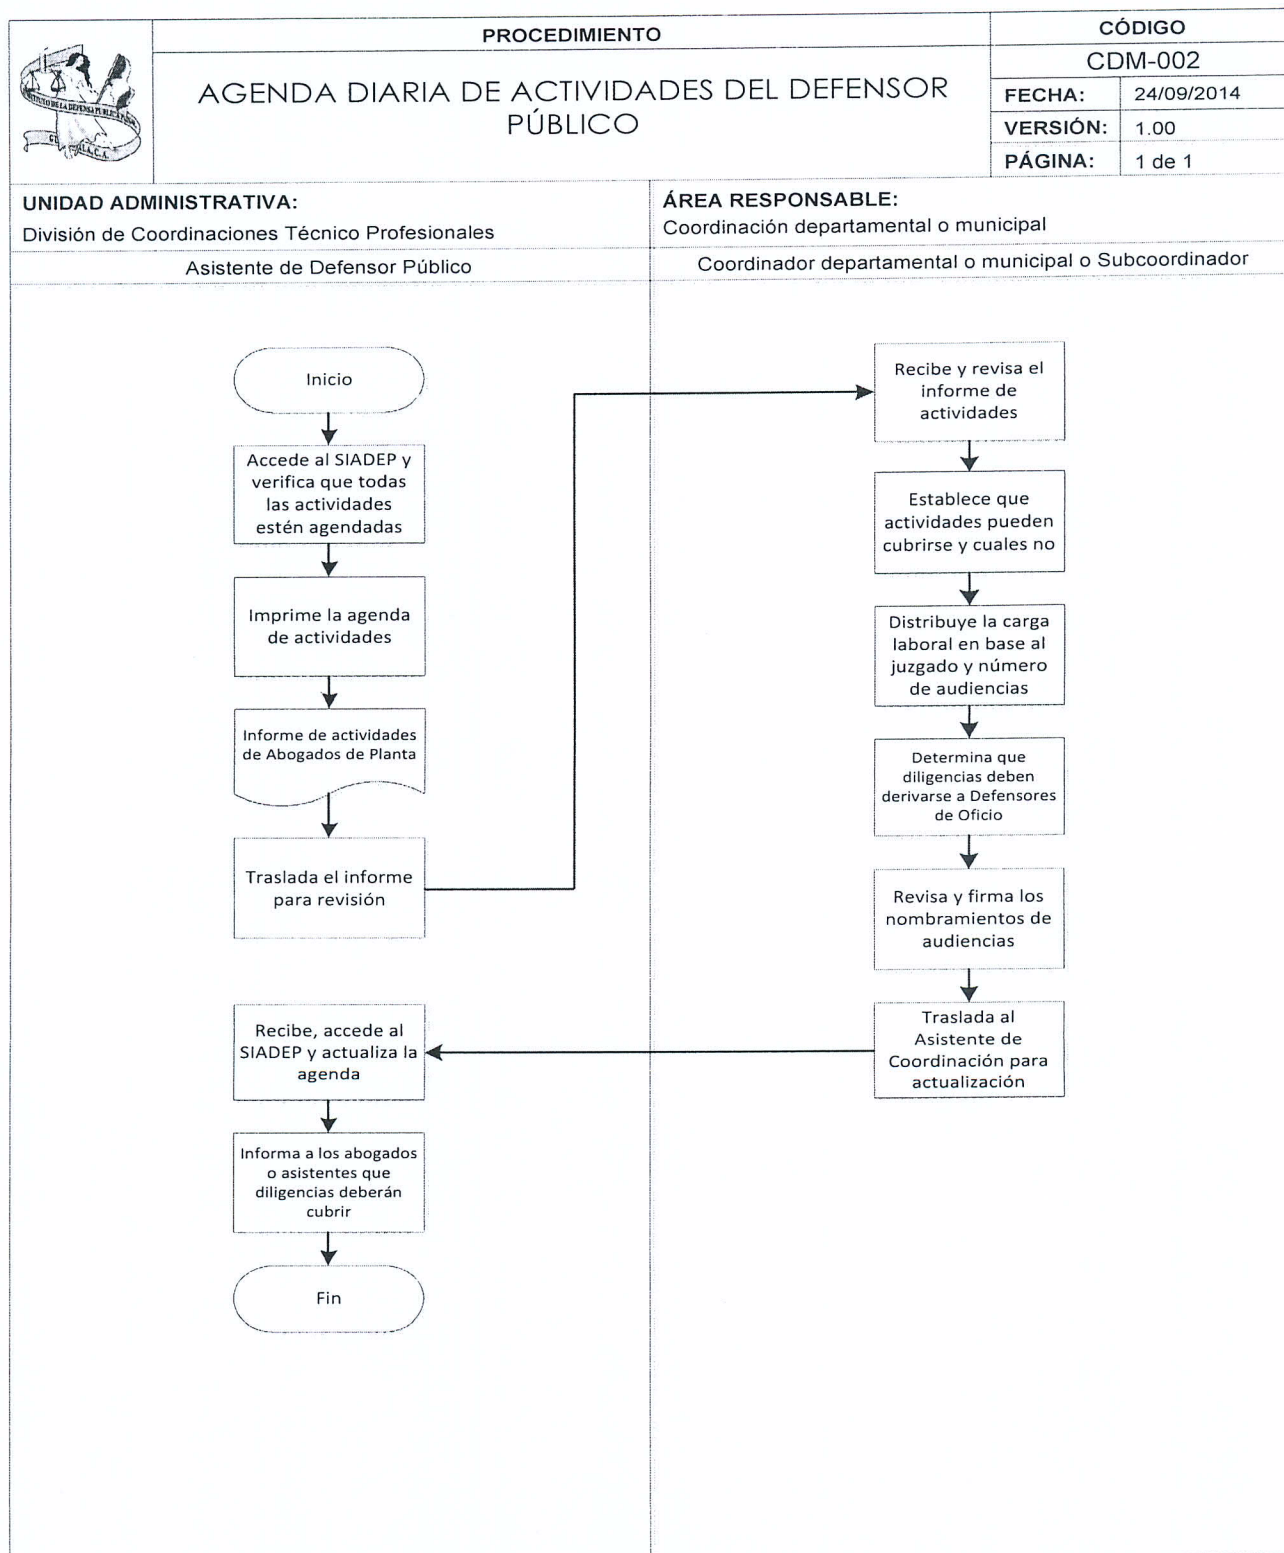 PROCEDIMIENTO
AGENDA DIARIA DE ACTIVIDADES DEL DEFENSOR
PÚBLICO
CÓDIGO
CDM-002
FECHA: 24/09/2014
VERSIÓN: 1.00
PÁGINA: 1 de 1
UNIDAD ADMINISTRATIVA:
División de Coordinaciones Técnico Profesionales
ÁREA RESPONSABLE:
Coordinación departamental o municipal
Asistente de Defensor Público
Coordinador departamental o municipal o Subcoordinador
Inicio
Accede al SIADEP y
verifica que todas
las actividades
estén agendadas
Imprime la agenda
de actividades
Informe de actividades
de Abogados de Planta
Traslada el informe
para revisión
Recibe y revisa el
informe de
actividades
Establece que
actividades pueden
cubrirse y cuales no
Distribuye la carga
laboral en base al
juzgado y número
de audiencias
Determina que
diligencias deben
derivarse a Defensores
de Oficio
Revisa y firma los
nombramientos de
audiencias
Traslada al
Asistente de
Coordinación para
actualización
Recibe, accede al
SIADEP y actualiza la
agenda
Informa a los abogados
o asistentes que
diligencias deberán
cubrir
Fin